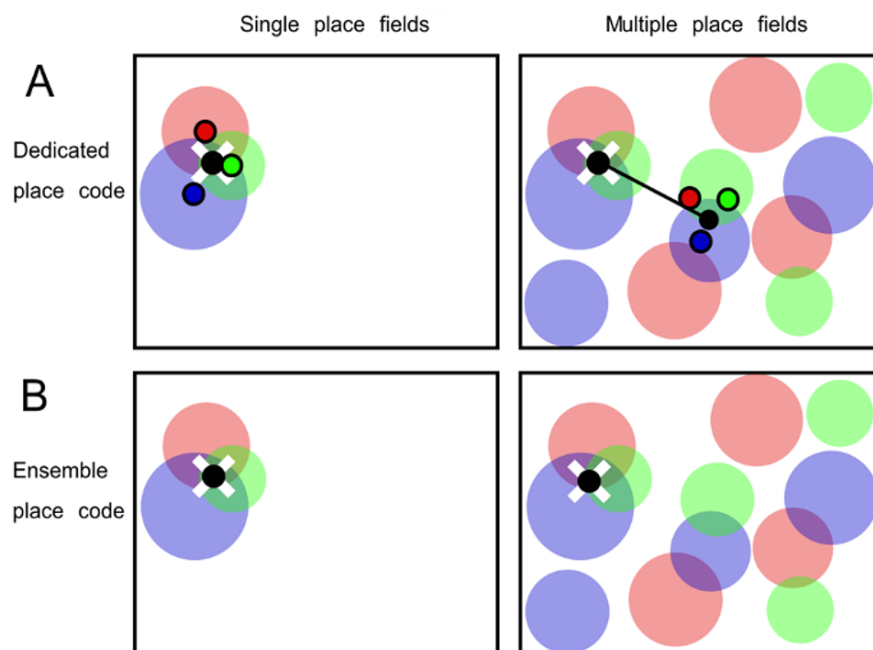 Single place fields
Multiple place fields
A
Dedicated
place code
B
Ensemble
place code